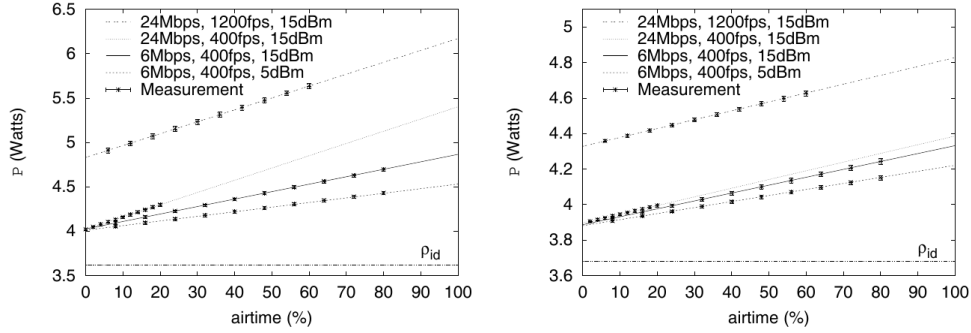 6.5
6
5.5
5
4.5
4
3.5
P (Watts)
24Mbps, 1200fps, 15dBm
24Mbps, 400fps, 15dBm
6Mbps, 400fps, 15dBm
6Mbps, 400fps, 5dBm
Measurement
ρid
0 10 20 30 40 50 60 70 80 90 100
airtime (%)
5
4.8
4.6
4.4
4.2
4
3.8
3.6
P (Watts)
24Mbps, 1200fps, 15dBm
24Mbps, 400fps, 15dBm
6Mbps, 400fps, 15dBm
6Mbps, 400fps, 5dBm
Measurement
ρid
0 10 20 30 40 50 60 70 80 90 100
airtime (%)